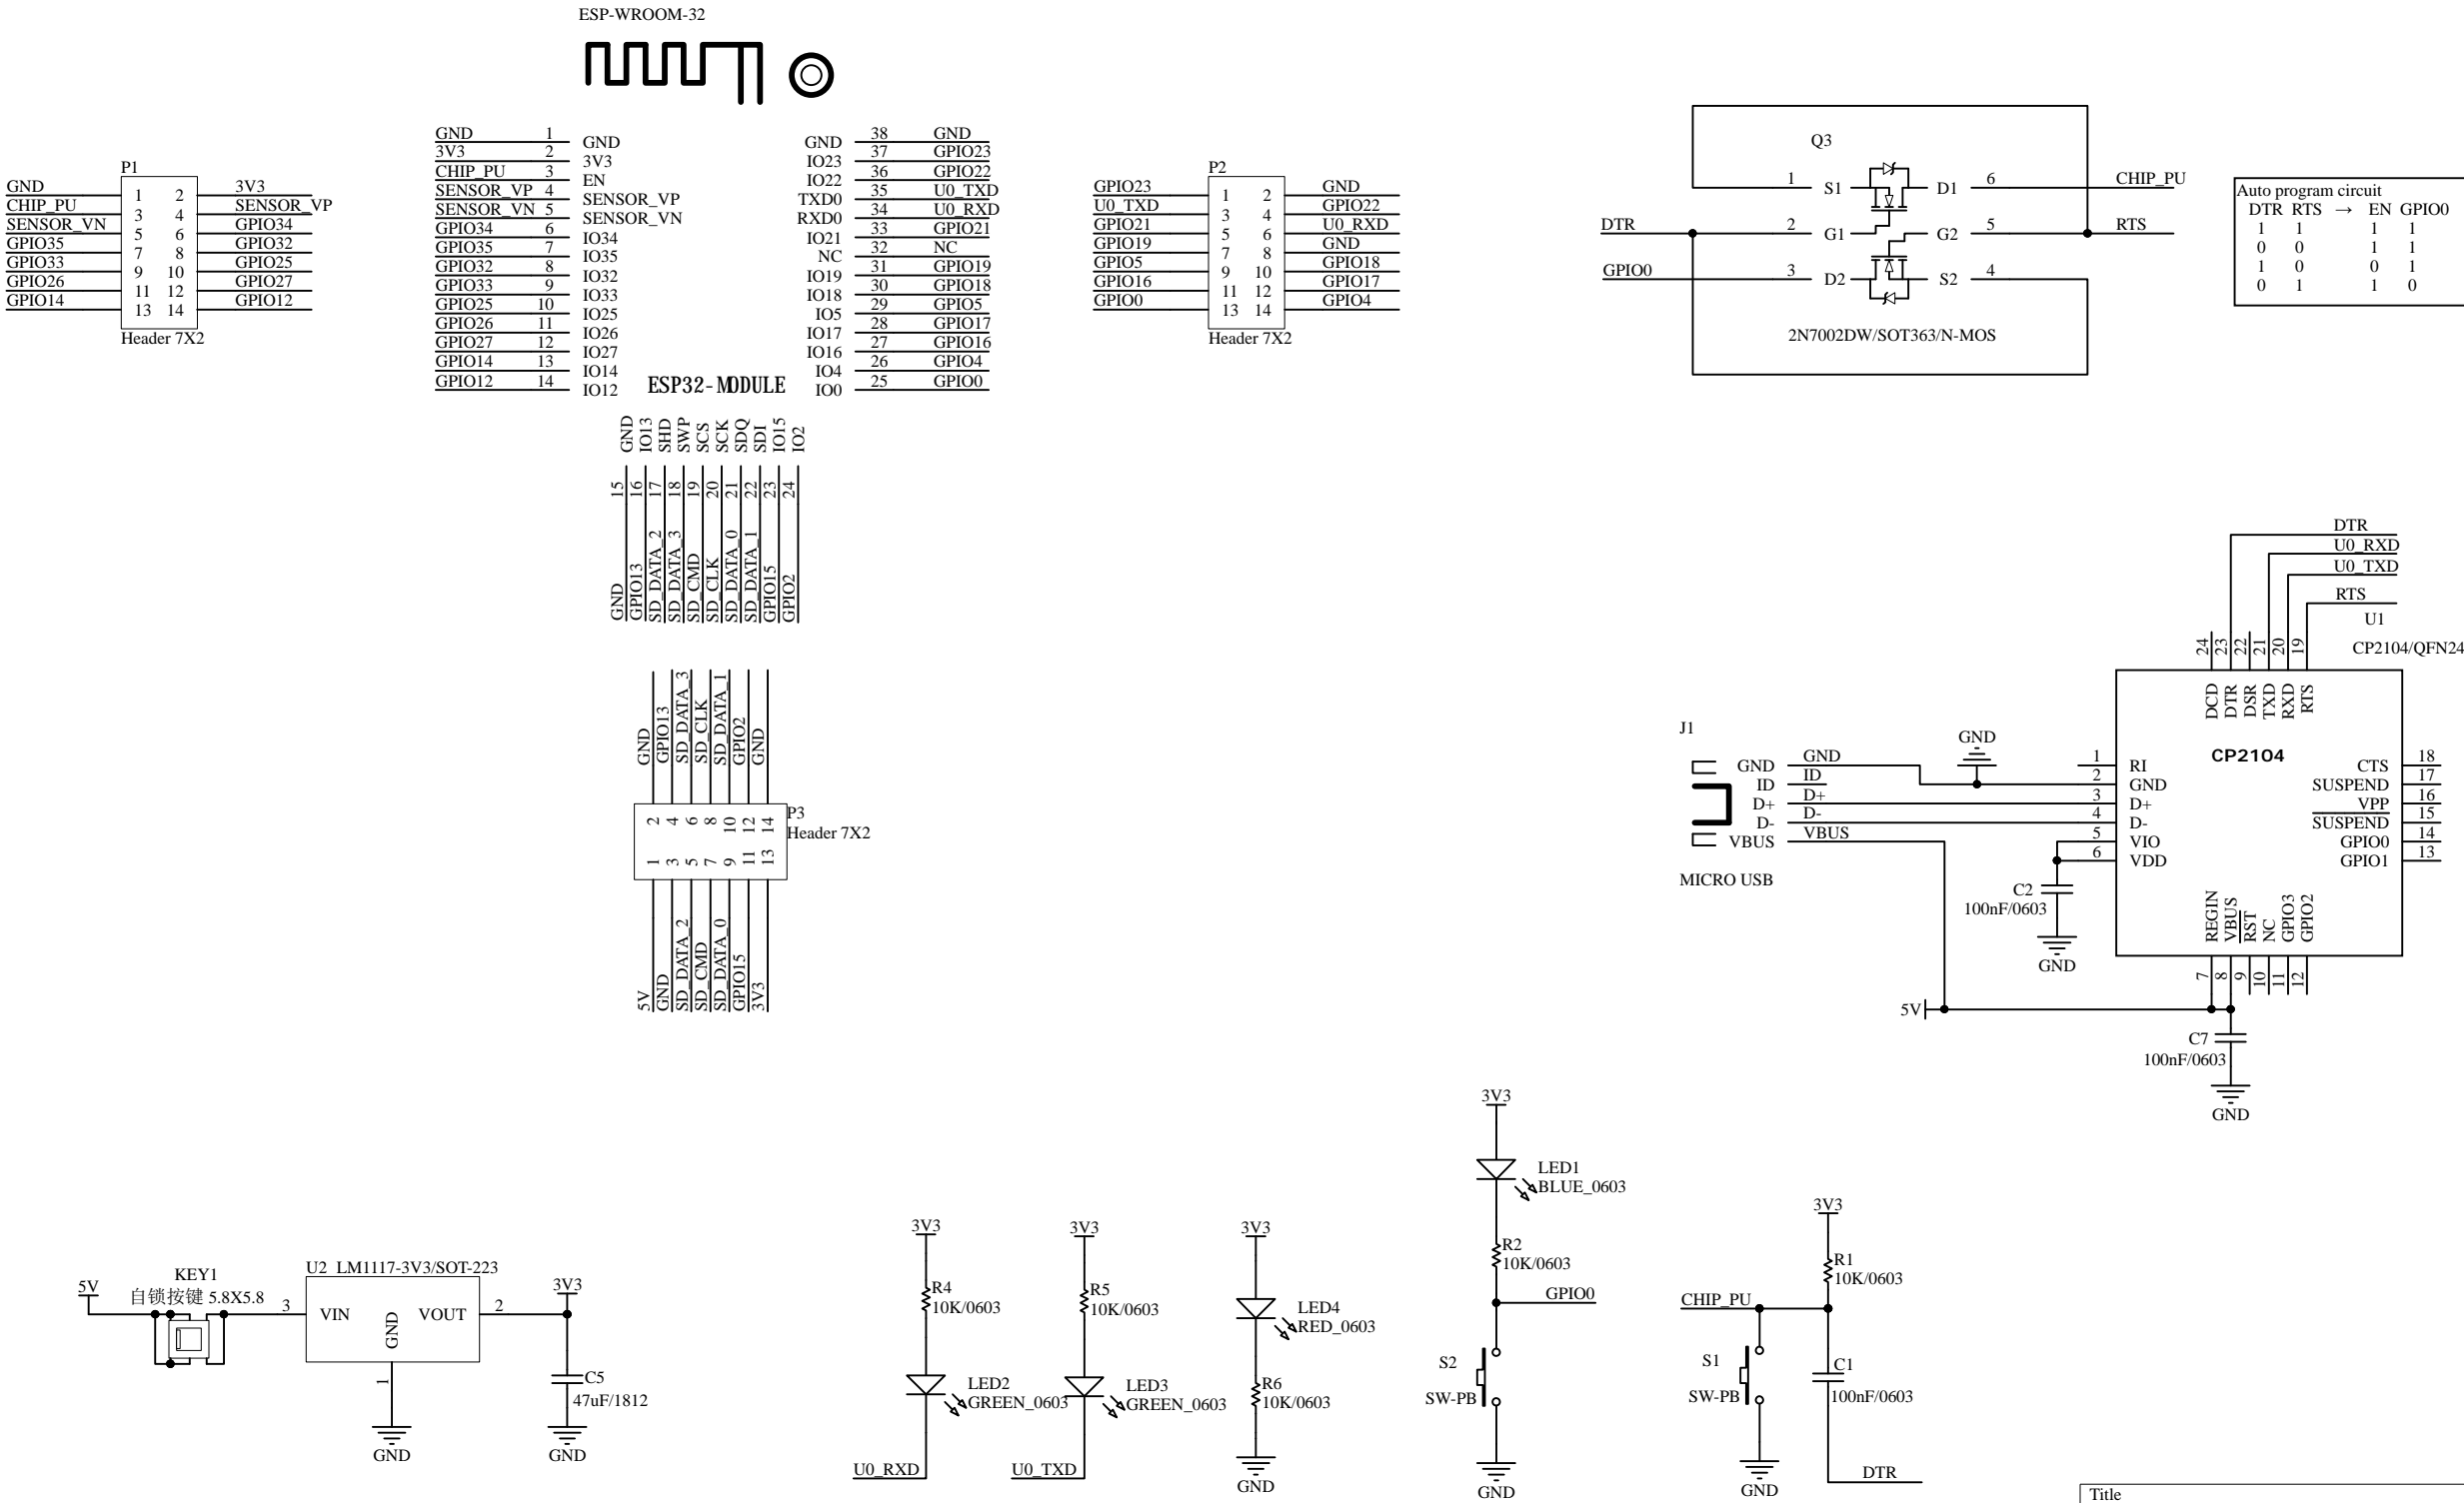 ESP-WROOM-32
P1
GND 1 2 3V3
CHIP_PU 3 4 SENSOR_VP
SENSOR_VN 5 6 GPIO34
GPIO35 7 8 GPIO32
GPIO33 9 10 GPIO25
GPIO26 11 12 GPIO27
GPIO14 13 14 GPIO12
Header 7X2
GND 1 GND GND 38 GND
3V3 2 3V3 IO23 37 GPIO23
CHIP_PU 3 EN IO22 36 GPIO22
SENSOR_VP 4 SENSOR_VP TXD0 35 U0_TXD
SENSOR_VN 5 SENSOR_VN RXD0 34 U0_RXD
GPIO34 6 IO34 IO21 33 GPIO21
GPIO35 7 IO35 NC 32 NC
GPIO32 8 IO32 IO19 31 GPIO19
GPIO33 9 IO33 IO18 30 GPIO18
GPIO25 10 IO25 IO5 29 GPIO5
GPIO26 11 IO26 IO17 28 GPIO17
GPIO27 12 IO27 IO16 27 GPIO16
GPIO14 13 IO14 IO4 26 GPIO4
GPIO12 14 IO12 ESP32-MODULE IO0 25 GPIO0
GND 15 GND
IO13 16 GPIO13
SHD 17 SD_DATA_2
SWP 18 SD_DATA_3
SCS 19 SD_CMD
SCK 20 SD_CLK
SDQ 21 SD_DATA_0
SDI 22 SD_DATA_1
IO15 23 GPIO15
IO2 24 GPIO2
P2
GPIO23 1 2 GND
U0_TXD 3 4 GPIO22
GPIO21 5 6 U0_RXD
GPIO19 7 8 GND
GPIO5 9 10 GPIO18
GPIO16 11 12 GPIO17
GPIO0 13 14 GPIO4
Header 7X2
Q3
1 S1 D1 6 CHIP_PU
DTR 2 G1 G2 5 RTS
GPIO0 3 D2 S2 4
2N7002DW/SOT363/N-MOS
Auto program circuit
DTR RTS → EN GPIO0
1 1 1 1
0 0 1 1
1 0 0 1
0 1 1 0
GND GPIO13 SD_DATA_3 SD_CLK SD_DATA_1 GPIO2 GND
2 4 6 8 10 12 14
P3
Header 7X2
1 3 5 7 9 11 13
5V GND SD_DATA_2 SD_CMD SD_DATA_0 GPIO15 3V3
DTR
U0_RXD
U0_TXD
RTS
U1
CP2104/QFN24
24 23 22 21 20 19
DCD DTR DSR TXD RXD RTS
CP2104
1 RI CTS 18
2 GND SUSPEND 17
3 D+ VPP 16
4 D- SUSPEND 15
5 VIO GPIO0 14
6 VDD GPIO1 13
REGIN VBUS RST NC GPIO3 GPIO2
7 8 9 10 11 12
J1
GND
GND GND
ID ID
D+ D+
D- D-
VBUS VBUS
MICRO USB
C2
100nF/0603
GND
5V
C7
100nF/0603
GND
5V
KEY1
自锁按键 5.8X5.8
U2 LM1117-3V3/SOT-223
3 VIN VOUT 2
GND
1
GND
3V3
C5
47uF/1812
GND
3V3
R4
10K/0603
LED2
GREEN_0603
U0_RXD
3V3
R5
10K/0603
LED3
GREEN_0603
U0_TXD
3V3
LED4
RED_0603
R6
10K/0603
GND
3V3
LED1
BLUE_0603
R2
10K/0603
GPIO0
S2
SW-PB
GND
3V3
R1
10K/0603
CHIP_PU
S1
SW-PB
GND
C1
100nF/0603
DTR
Title